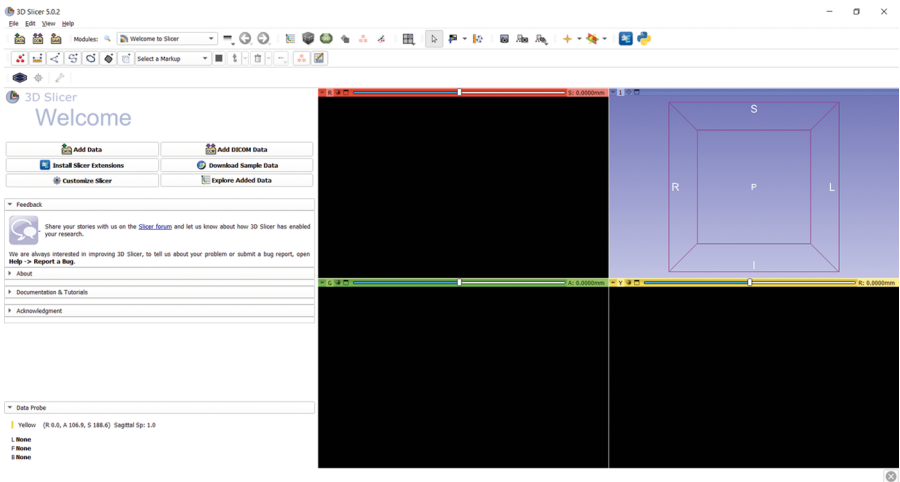 3D Slicer 5.0.2
File Edit View Help
DATA DCM SAVE Modules: Welcome to Slicer
Select a Markup
3D Slicer
Welcome
Add Data
Add DICOM Data
Install Slicer Extensions
Download Sample Data
Customize Slicer
Explore Added Data
Feedback
Share your stories with us on the Slicer forum and let us know about how 3D Slicer has enabled
your research.
We are always interested in improving 3D Slicer, to tell us about your problem or submit a bug report, open
Help -> Report a Bug.
About
Documentation & Tutorials
Acknowledgment
Data Probe
Yellow (R 0.0, A 106.9, S 188.6) Sagittal Sp: 1.0
L None
F None
B None
R S: 0.0000mm
1
S
R P L
I
G A: 0.0000mm
Y R: 0.0000mm